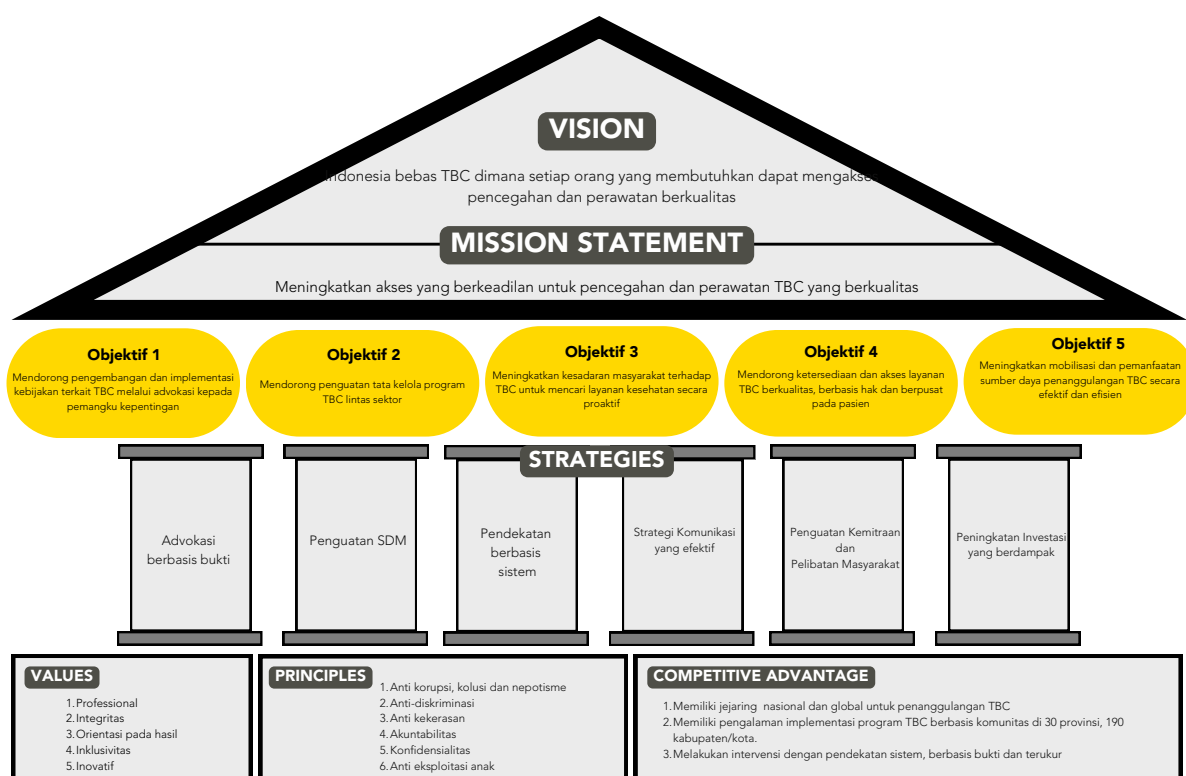 VISION
Indonesia bebas TBC dimana setiap orang yang membutuhkan dapat mengakses
pencegahan dan perawatan berkualitas
MISSION STATEMENT
Meningkatkan akses yang berkeadilan untuk pencegahan dan perawatan TBC yang berkualitas
Objektif 1
Mendorong pengembangan dan implementasi
kebijakan terkait TBC melalui advokasi kepada
pemangku kepentingan
Objektif 2
Mendorong penguatan tata kelola program
TBC lintas sektor
Objektif 3
Meningkatkan kesadaran masyarakat terhadap
TBC untuk mencari layanan kesehatan secara
proaktif
Objektif 4
Mendorong ketersediaan dan akses layanan
TBC berkualitas, berbasis hak dan berpusat
pada pasien
Objektif 5
Meningkatkan mobilisasi dan pemanfaatan
sumber daya penanggulangan TBC secara
efektif dan efisien
STRATEGIES
Advokasi
berbasis bukti
Penguatan SDM
Pendekatan
berbasis
sistem
Strategi Komunikasi
yang efektif
Penguatan Kemitraan
dan
Pelibatan Masyarakat
Peningkatan Investasi
yang berdampak
VALUES
1. Professional
2. Integritas
3. Orientasi pada hasil
4. Inklusivitas
5. Inovatif
PRINCIPLES
1. Anti korupsi, kolusi dan nepotisme
2. Anti-diskriminasi
3. Anti kekerasan
4. Akuntabilitas
5. Konfidensialitas
6. Anti eksploitasi anak
COMPETITIVE ADVANTAGE
1. Memiliki jejaring nasional dan global untuk penanggulangan TBC
2. Memiliki pengalaman implementasi program TBC berbasis komunitas di 30 provinsi, 190
kabupaten/kota.
3. Melakukan intervensi dengan pendekatan sistem, berbasis bukti dan terukur